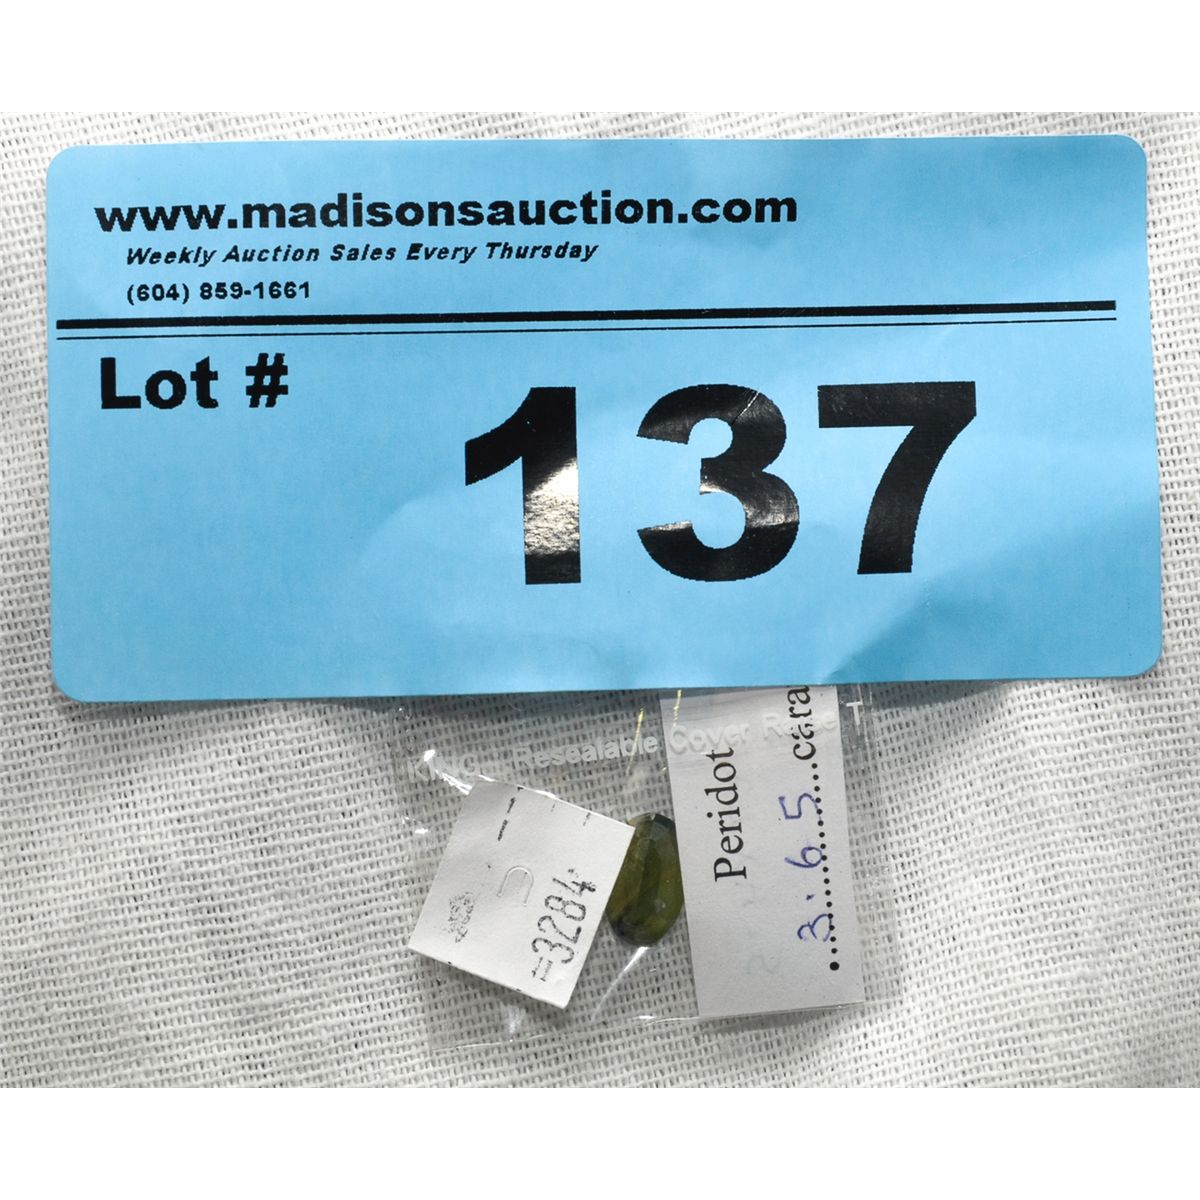 www.madisonsauction.com
Weekly Auction Sales Every Thursday
(604) 859-1661
Lot # 137
Resealable Cover
Peridot
3.65 cara
3284